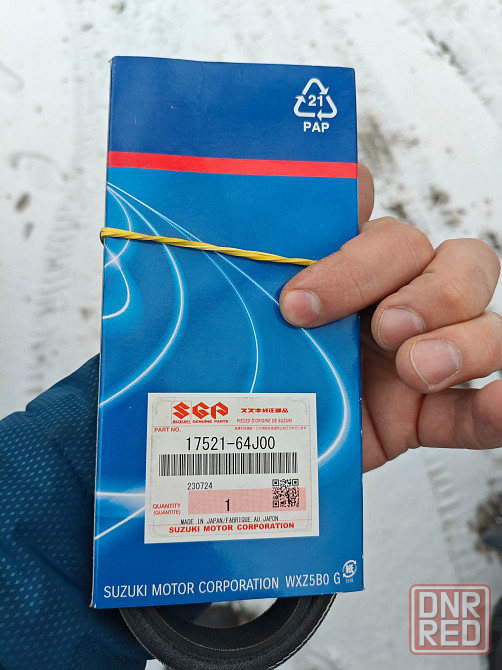 21
PAP
SGP
SUZUKI GENUINE PARTS
スズキ純正部品
PIÈCES D'ORIGINE DE SUZUKI
PART NO.
17521-64J00
230724
QUANTITY
(QUANTITE)
1
MADE IN JAPAN/FABRIQUE AU JAPON
SUZUKI MOTOR CORPORATION
SUZUKI MOTOR CORPORATION WXZ5B0 G
DNR
RED